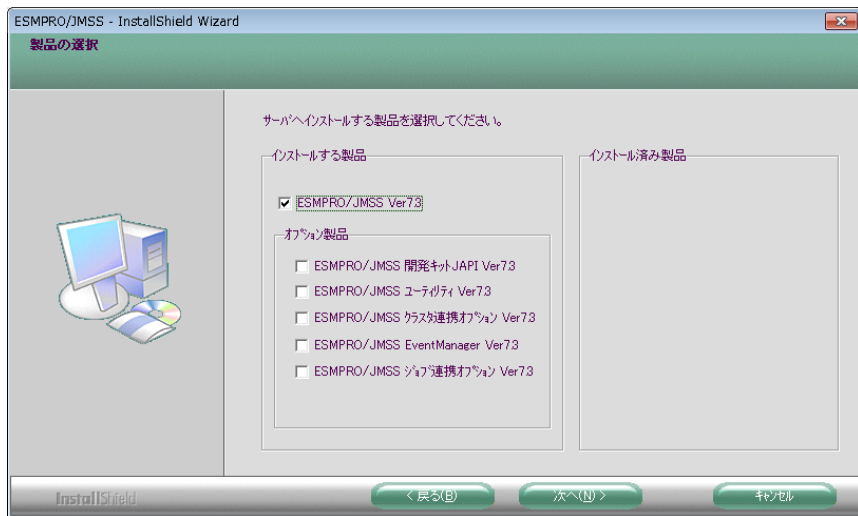 ESMPRO/JMSS - InstallShield Wizard
製品の選択
サーバへインストールする製品を選択してください。
インストールする製品
インストール済み製品
ESMPRO/JMSS Ver7.3
オプション製品
ESMPRO/JMSS 開発キットJAPI Ver7.3
ESMPRO/JMSS ユーティリティ Ver7.3
ESMPRO/JMSS クラスタ連携オプション Ver7.3
ESMPRO/JMSS EventManager Ver7.3
ESMPRO/JMSS ジョブ連携オプション Ver7.3
InstallShield
< 戻る(B)
次へ(N) >
キャンセル